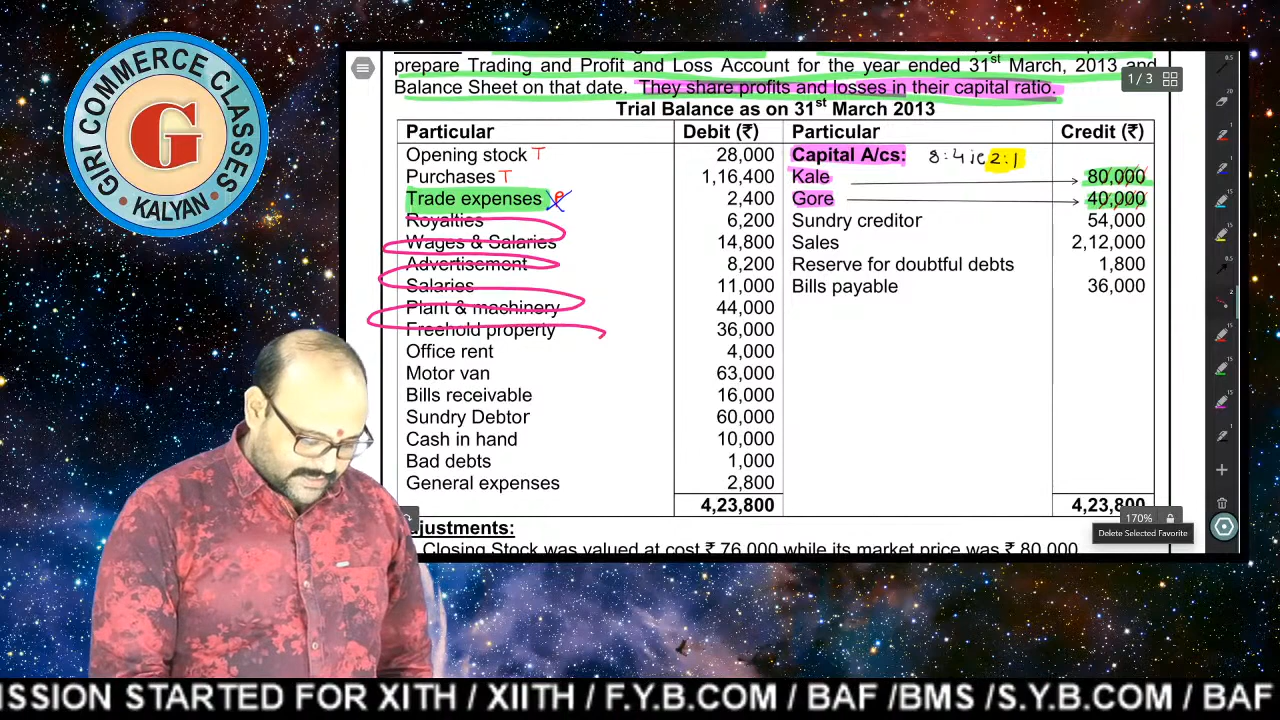 GIRI COMMERCE CLASSES
G
• KALYAN •
prepare Trading and Profit and Loss Account for the year ended 31st March, 2013 and
Balance Sheet on that date. They share profits and losses in their capital ratio.
1/3
Trial Balance as on 31st March 2013
Particular Debit (₹) Particular Credit (₹)
Opening stock T 28,000 Capital A/cs: 8:4 ie 2:1
Purchases T 1,16,400 Kale 80,000
Trade expenses P 2,400 Gore 40,000
Royalties 6,200 Sundry creditor 54,000
Wages & Salaries 14,800 Sales 2,12,000
Advertisement 8,200 Reserve for doubtful debts 1,800
Salaries 11,000 Bills payable 36,000
Plant & machinery 44,000
Freehold property 36,000
Office rent 4,000
Motor van 63,000
Bills receivable 16,000
Sundry Debtor 60,000
Cash in hand 10,000
Bad debts 1,000
General expenses 2,800
4,23,800 4,23,800
170%
Delete Selected Favorite
djustments:
Closing Stock was valued at cost ₹ 76,000 while its market price was ₹ 80,000
ISSION STARTED FOR XITH / XIITH / F.Y.B.COM / BAF /BMS /S.Y.B.COM / BAF